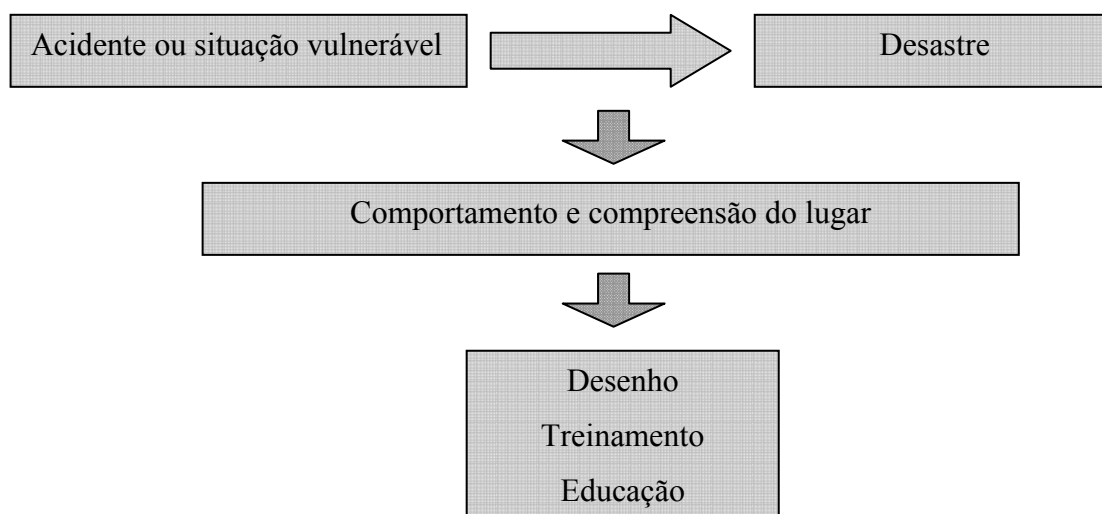 Acidente ou situação vulnerável
Desastre
Comportamento e compreensão do lugar
Desenho
Treinamento
Educação